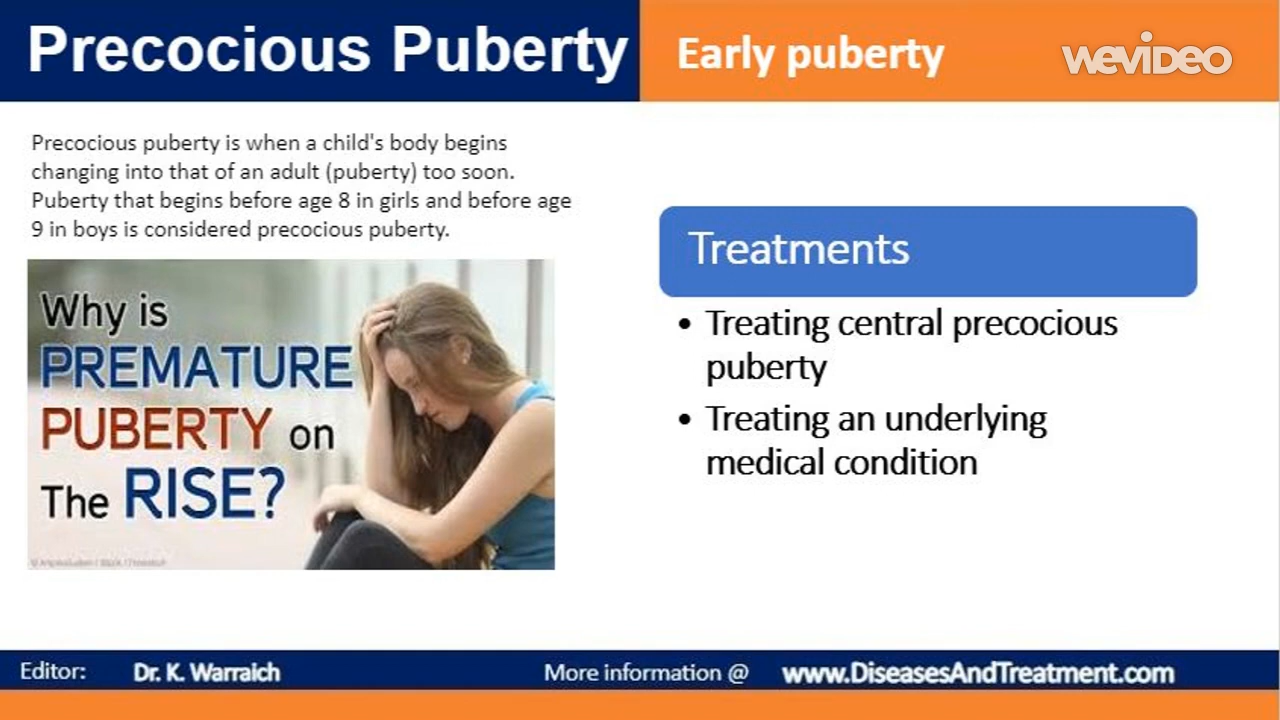 Precocious Puberty
Early puberty
WEVIDEO
Precocious puberty is when a child's body begins
changing into that of an adult (puberty) too soon.
Puberty that begins before age 8 in girls and before age
9 in boys is considered precocious puberty.
Why is
PREMATURE
PUBERTY on
The RISE?
Treatments
• Treating central precocious
puberty
• Treating an underlying
medical condition
Editor: Dr. K. Warraich
More information @ www.DiseasesAndTreatment.com